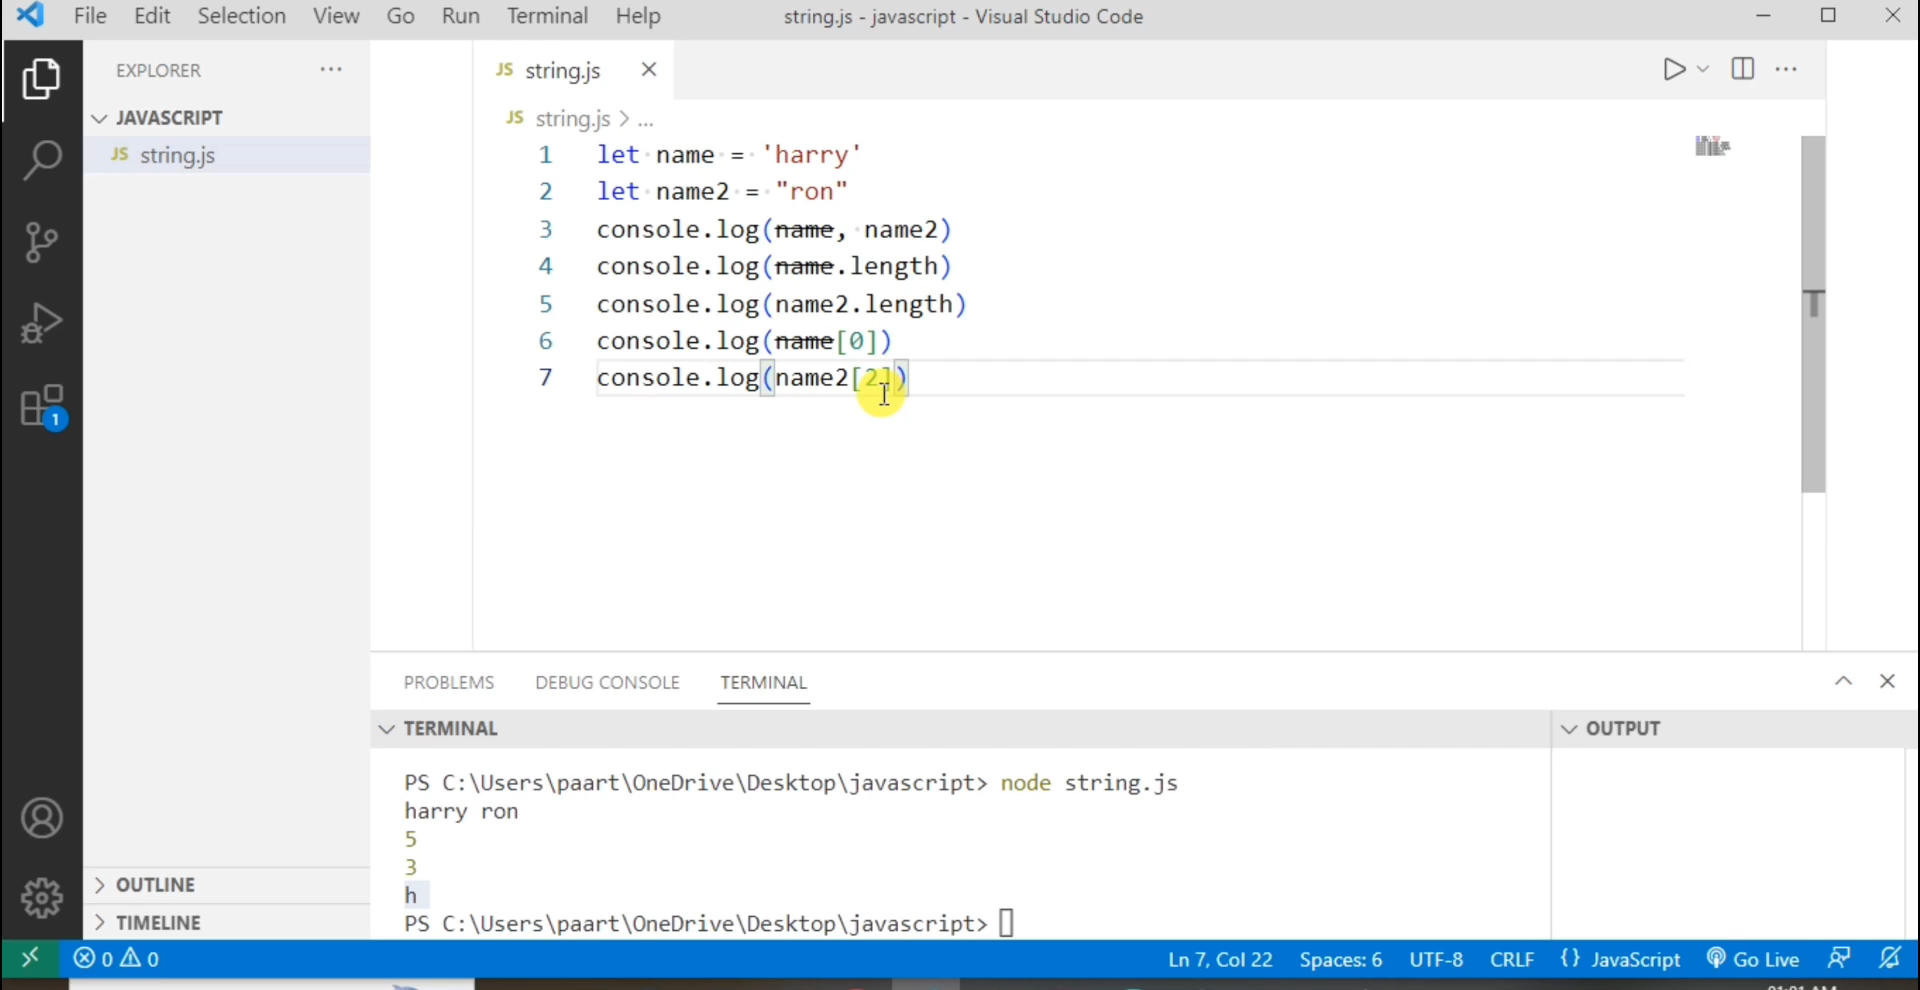 File Edit Selection View Go Run Terminal Help string.js - javascript - Visual Studio Code
EXPLORER ...
JS string.js
JAVASCRIPT
JS string.js
JS string.js > ...
1 let name = 'harry'
2 let name2 = "ron"
3 console.log(name, name2)
4 console.log(name.length)
5 console.log(name2.length)
6 console.log(name[0])
7 console.log(name2[2])
1
PROBLEMS DEBUG CONSOLE TERMINAL
TERMINAL OUTPUT
PS C:\Users\paart\OneDrive\Desktop\javascript> node string.js
harry ron
5
3
h
PS C:\Users\paart\OneDrive\Desktop\javascript>
OUTLINE
TIMELINE
0 0 Ln 7, Col 22 Spaces: 6 UTF-8 CRLF {} JavaScript Go Live